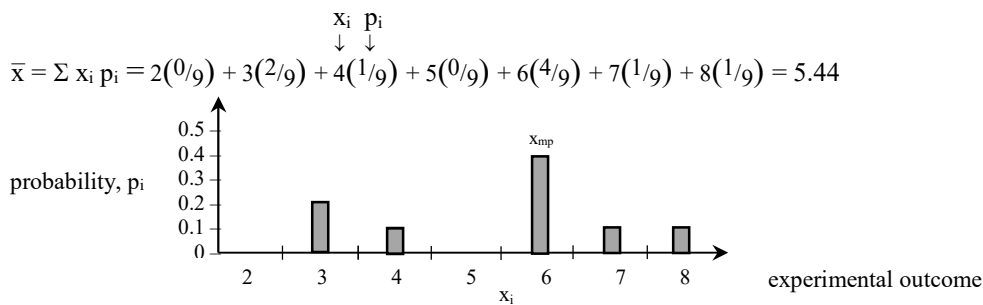 xᵢ pᵢ
↓ ↓
x̄ = Σ xᵢ pᵢ = 2(0/9) + 3(2/9) + 4(1/9) + 5(0/9) + 6(4/9) + 7(1/9) + 8(1/9) = 5.44
0.5
xmp
0.4
probability, pᵢ
0.3
0.2
0.1
0
2 3 4 5 6 7 8
xᵢ
experimental outcome